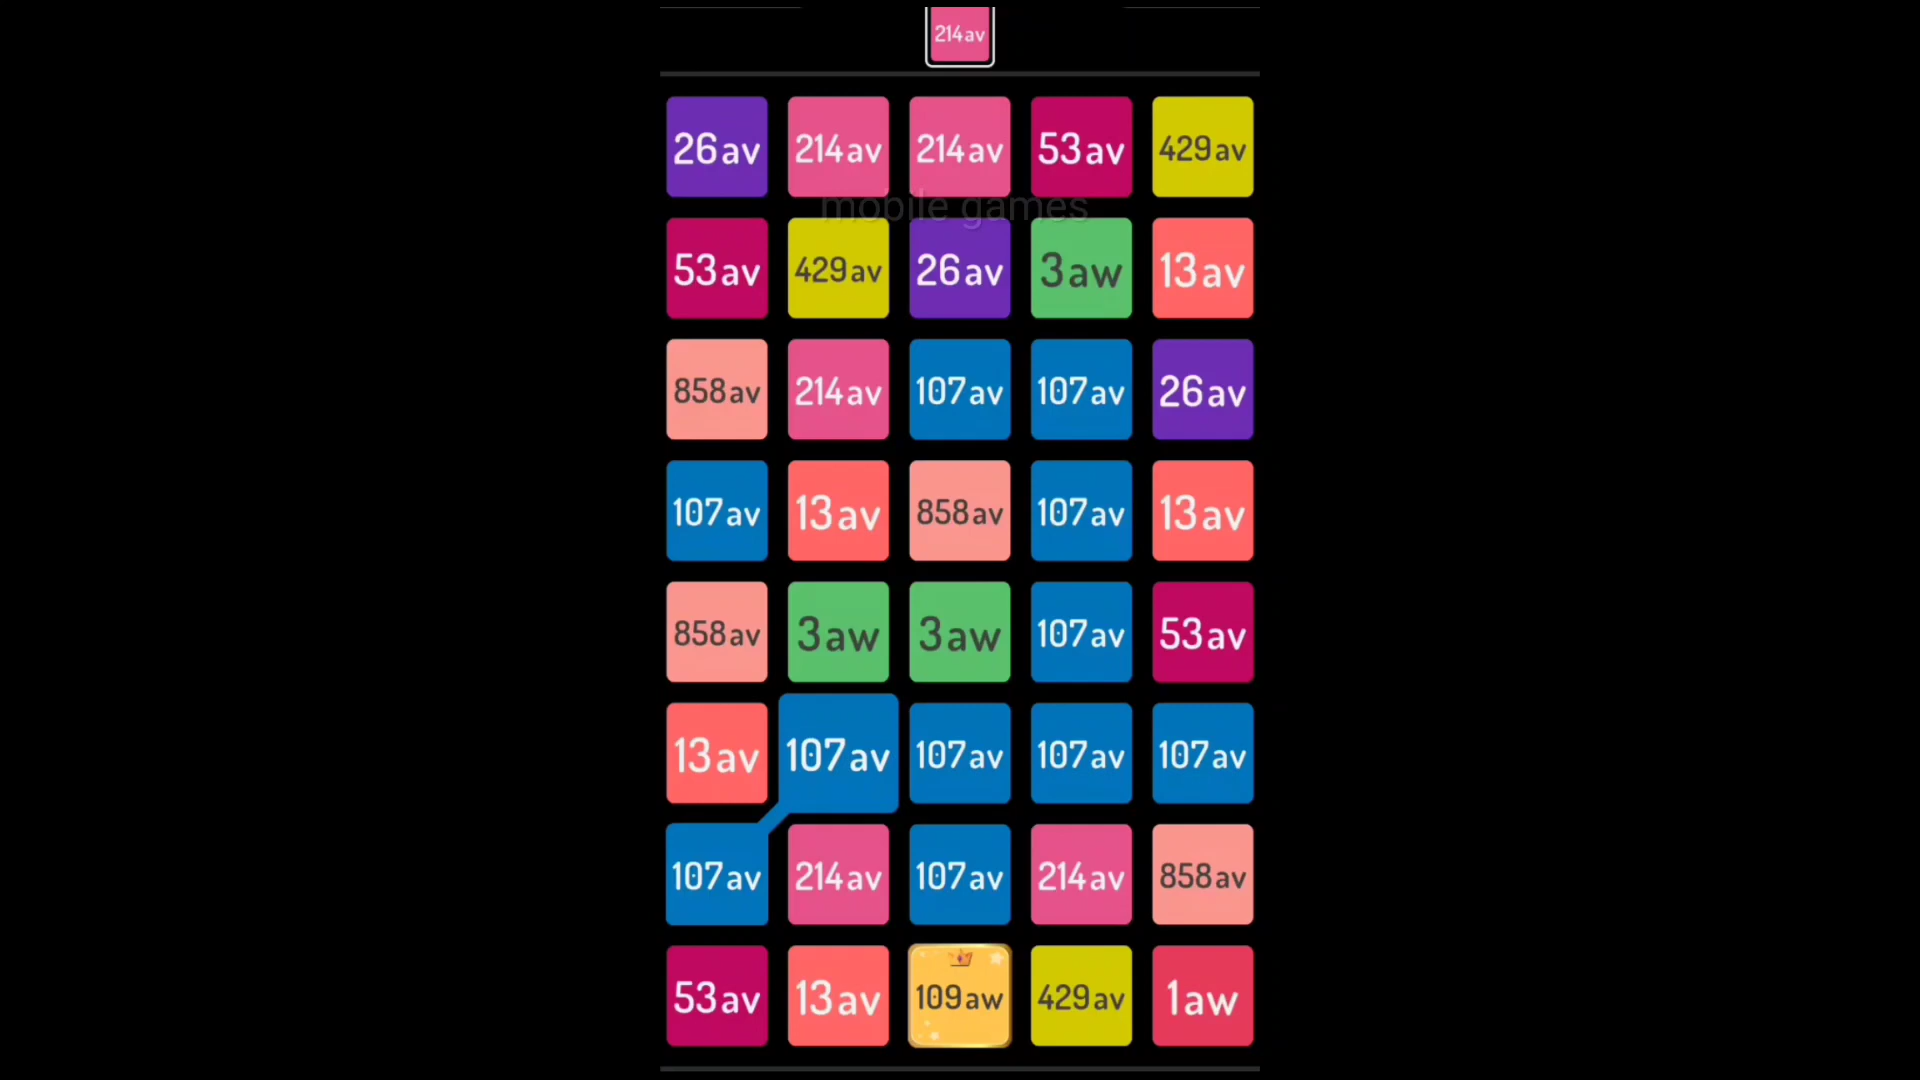 214av
26av 214av 214av 53av 429av
mobile games
53av 429av 26av 3aw 13av
858av 214av 107av 107av 26av
107av 13av 858av 107av 13av
858av 3aw 3aw 107av 53av
13av 107av 107av 107av 107av
107av 214av 107av 214av 858av
53av 13av 109aw 429av 1aw